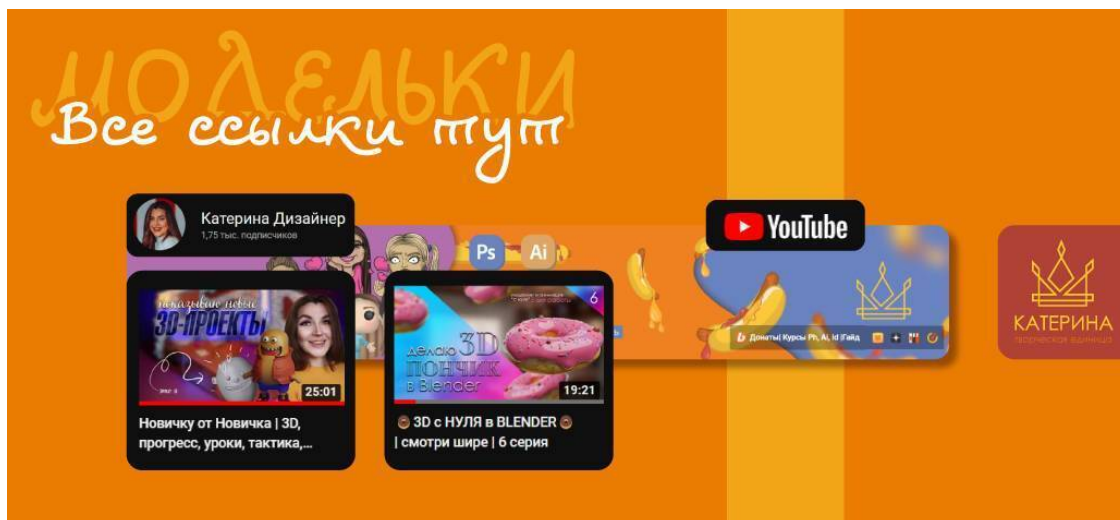 модельки
Все ссылки тут
Катерина Дизайнер
1,75 тыс. подписчиков
Ps
Ai
YouTube
показываю новые
3D-ПРОЕКТЫ
25:01
Новичку от Новичка | 3D,
прогресс, уроки, тактика,...
6
делаю 3D
ПОНЧИК
в Blender
19:21
3D с НУЛЯ в BLENDER
| смотри шире | 6 серия
Донаты| Курсы Ph, Ai, Id |Гайд
КАТЕРИНА
творческая единица